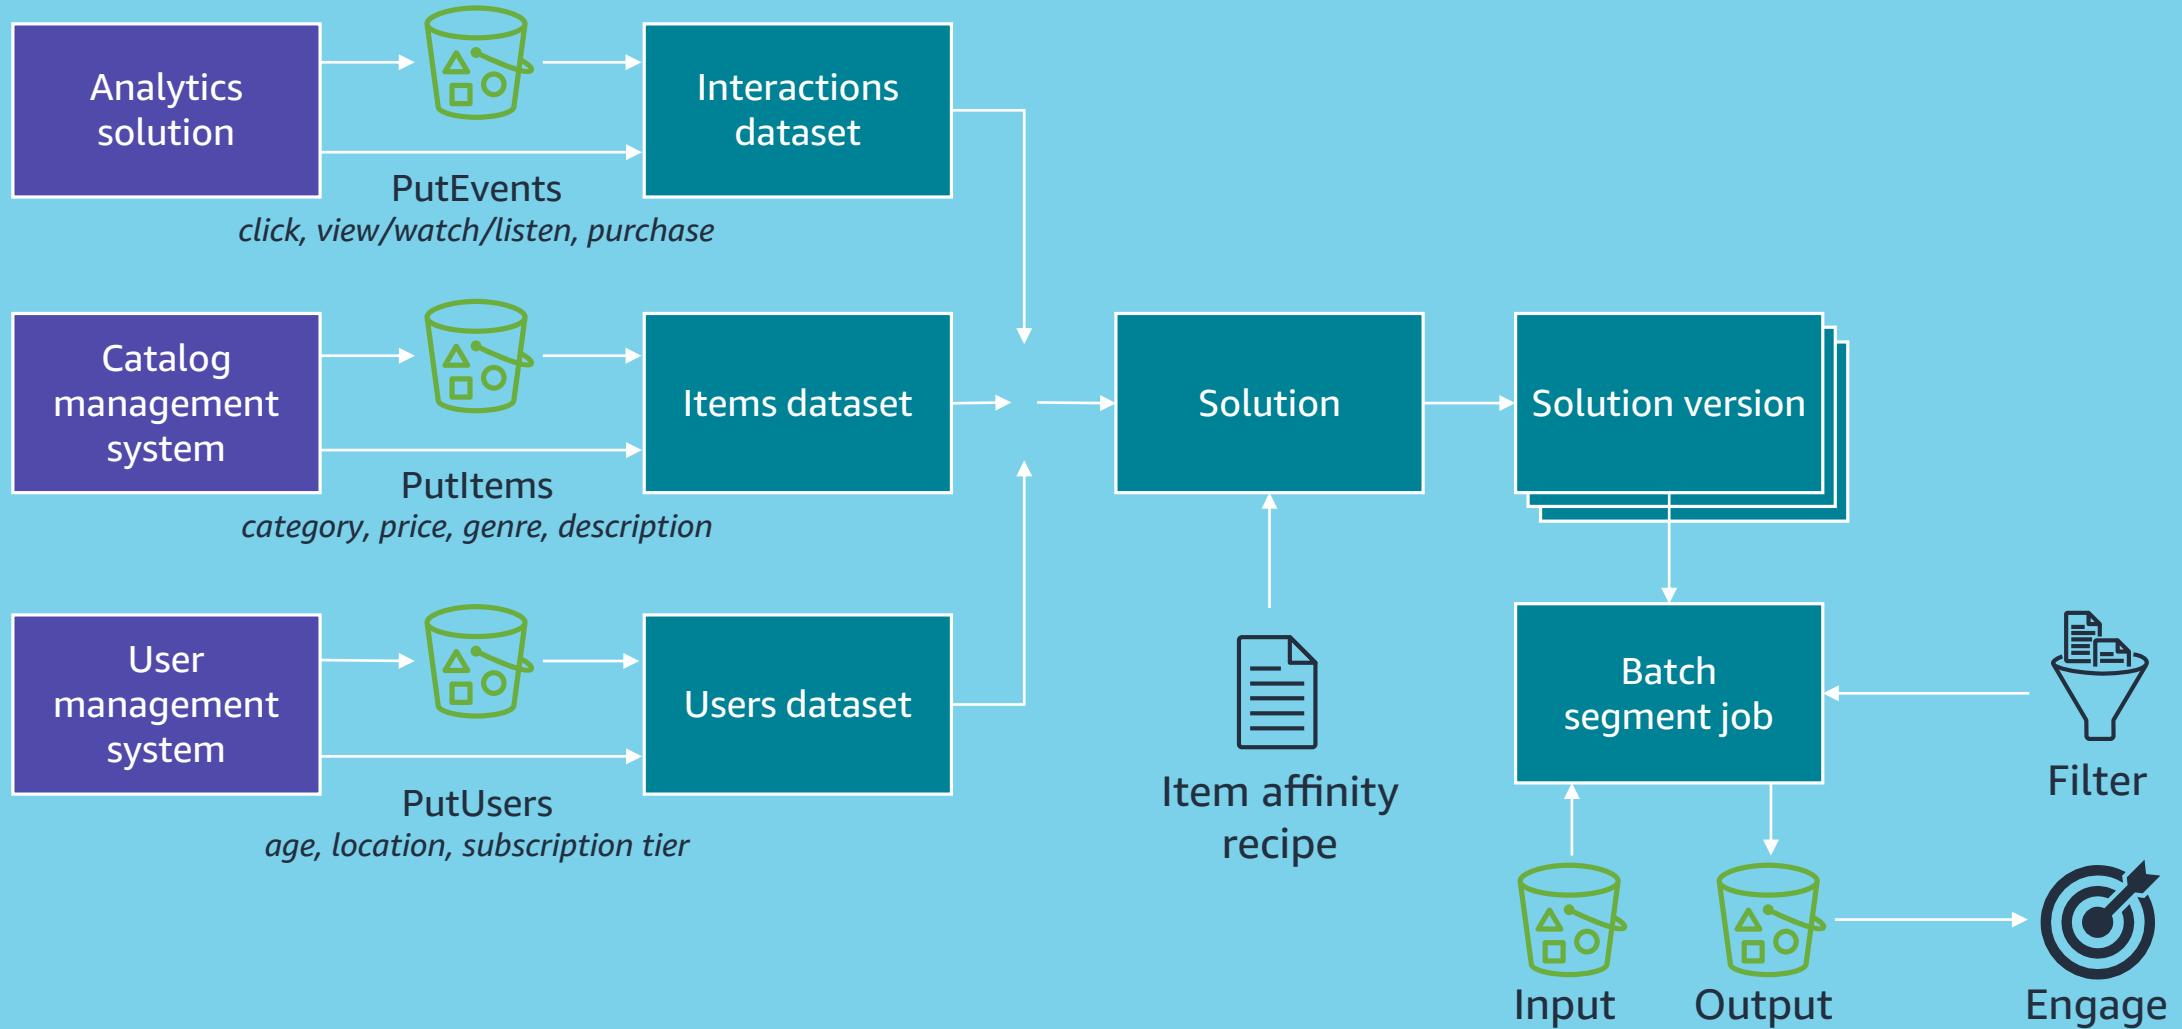 Analytics
solution
Interactions
dataset
PutEvents
click, view/watch/listen, purchase
Catalog
management
system
Items dataset
Solution
Solution version
PutItems
category, price, genre, description
User
management
system
Users dataset
Batch
segment job
PutUsers
age, location, subscription tier
Item affinity
recipe
Filter
Input
Output
Engage